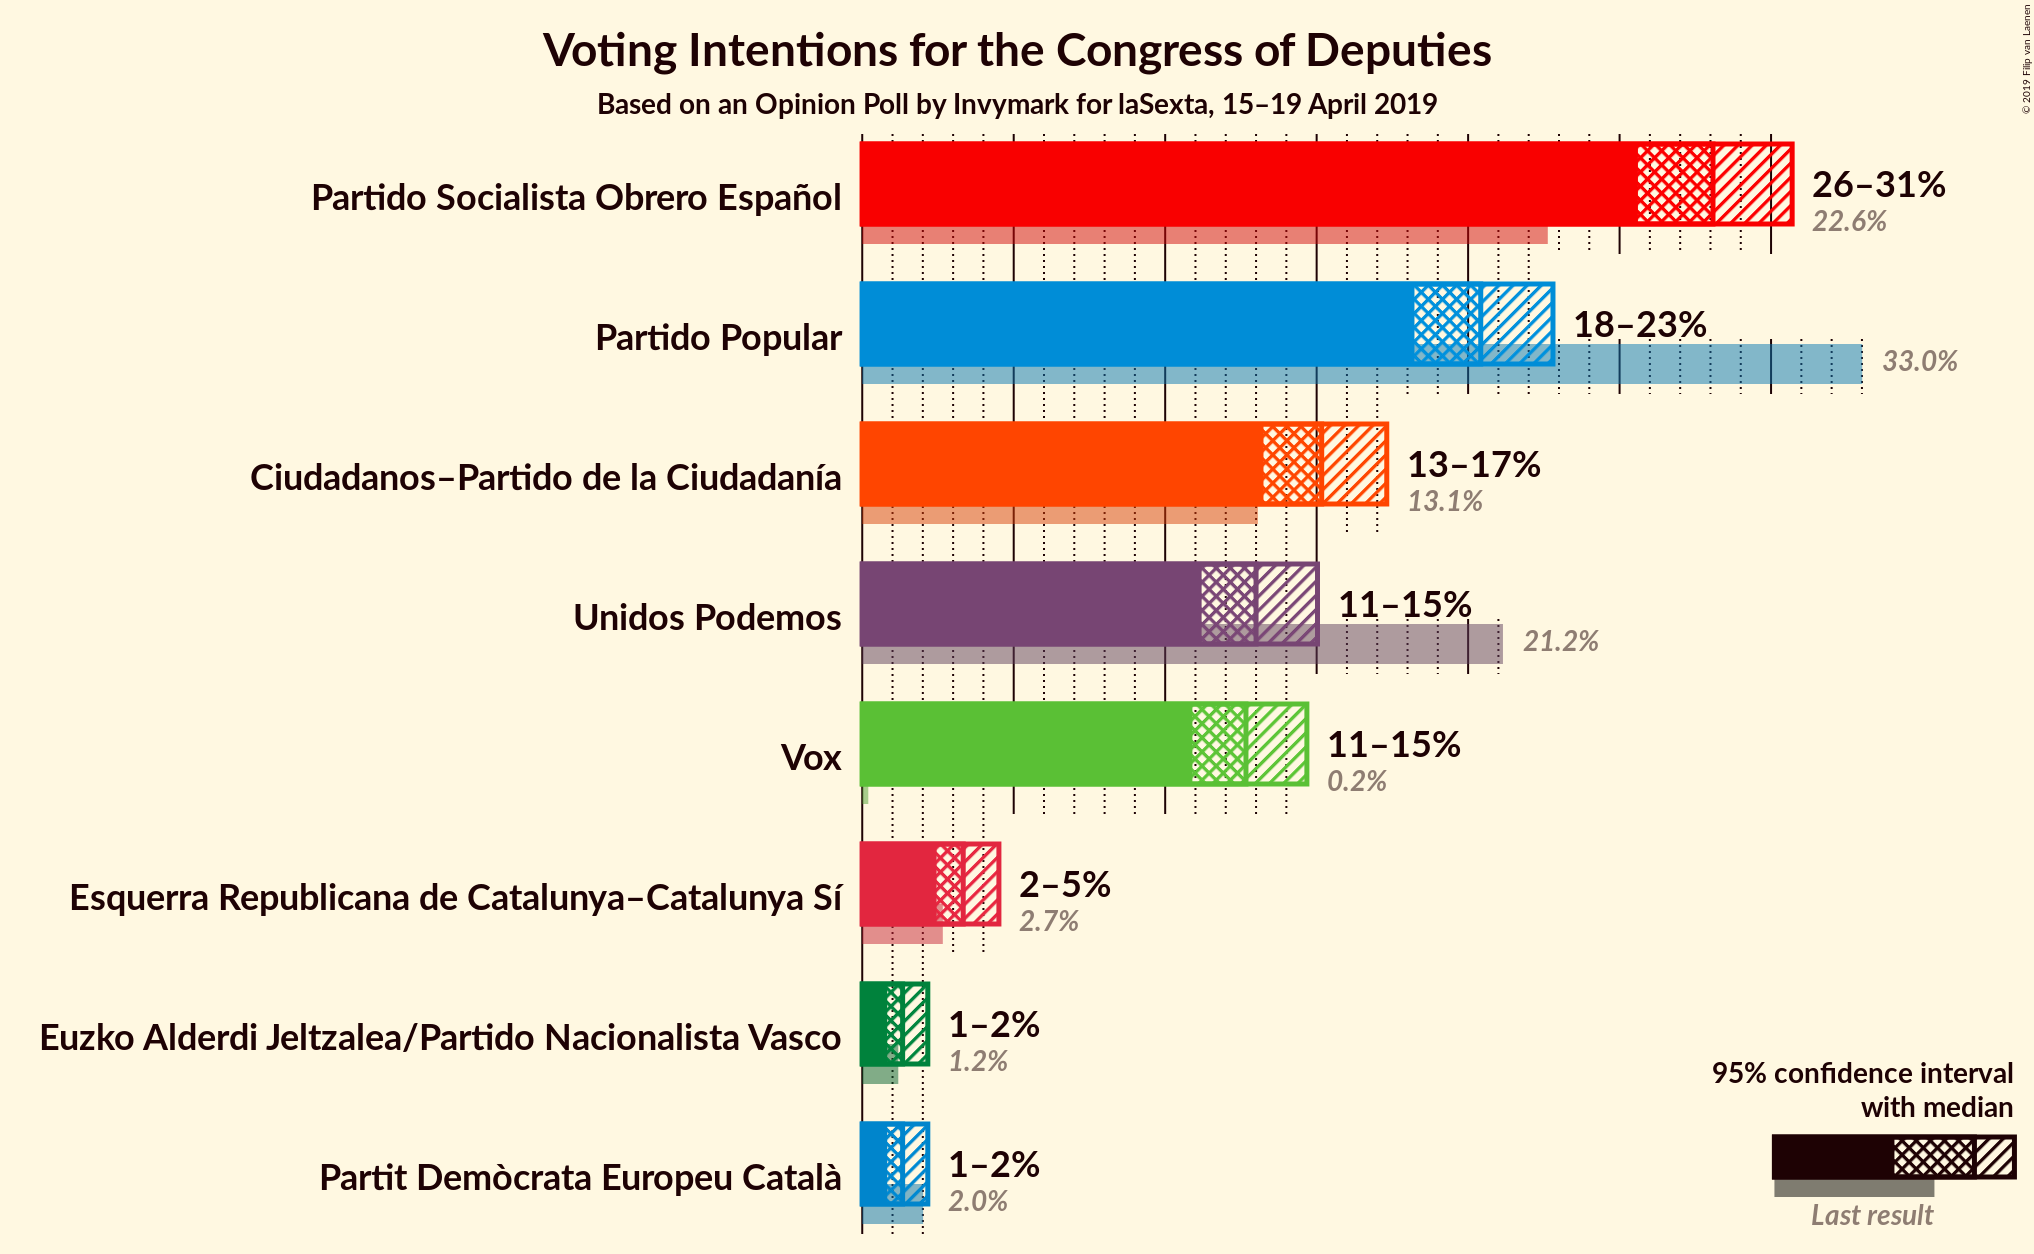 Voting Intentions for the Congress of Deputies
Based on an Opinion Poll by Invymark for laSexta, 15–19 April 2019
© 2019 Filip van Laenen
Partido Socialista Obrero Español
26–31%
22.6%
Partido Popular
18–23%
33.0%
Ciudadanos–Partido de la Ciudadanía
13–17%
13.1%
Unidos Podemos
11–15%
21.2%
Vox
11–15%
0.2%
Esquerra Republicana de Catalunya–Catalunya Sí
2–5%
2.7%
Euzko Alderdi Jeltzalea/Partido Nacionalista Vasco
1–2%
1.2%
Partit Demòcrata Europeu Català
1–2%
2.0%
95% confidence interval
with median
Last result